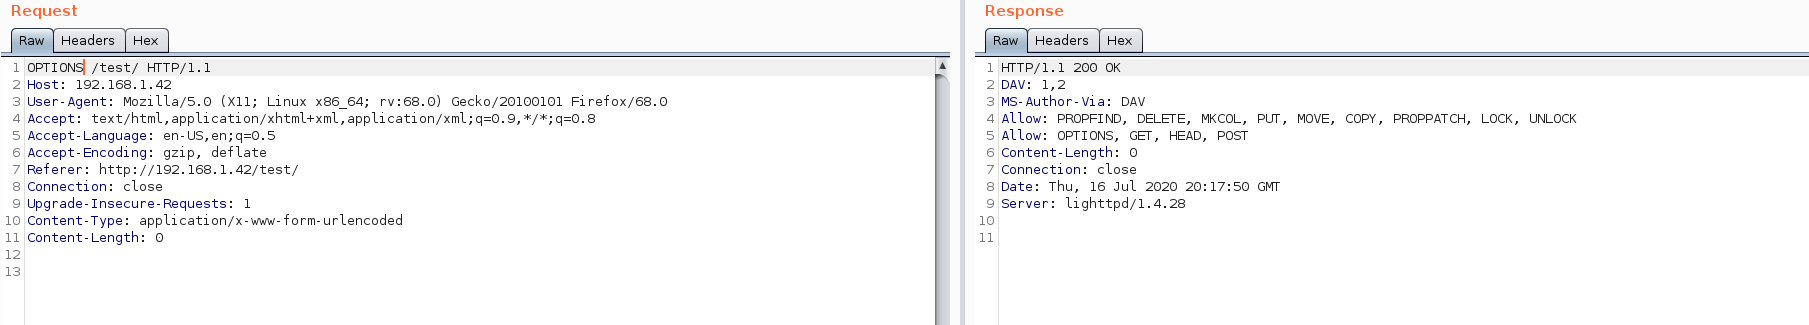 Request
Raw Headers Hex
1 OPTIONS /test/ HTTP/1.1
2 Host: 192.168.1.42
3 User-Agent: Mozilla/5.0 (X11; Linux x86_64; rv:68.0) Gecko/20100101 Firefox/68.0
4 Accept: text/html,application/xhtml+xml,application/xml;q=0.9,*/*;q=0.8
5 Accept-Language: en-US,en;q=0.5
6 Accept-Encoding: gzip, deflate
7 Referer: http://192.168.1.42/test/
8 Connection: close
9 Upgrade-Insecure-Requests: 1
10 Content-Type: application/x-www-form-urlencoded
11 Content-Length: 0
12
13
Response
Raw Headers Hex
1 HTTP/1.1 200 OK
2 DAV: 1,2
3 MS-Author-Via: DAV
4 Allow: PROPFIND, DELETE, MKCOL, PUT, MOVE, COPY, PROPPATCH, LOCK, UNLOCK
5 Allow: OPTIONS, GET, HEAD, POST
6 Content-Length: 0
7 Connection: close
8 Date: Thu, 16 Jul 2020 20:17:50 GMT
9 Server: lighttpd/1.4.28
10
11